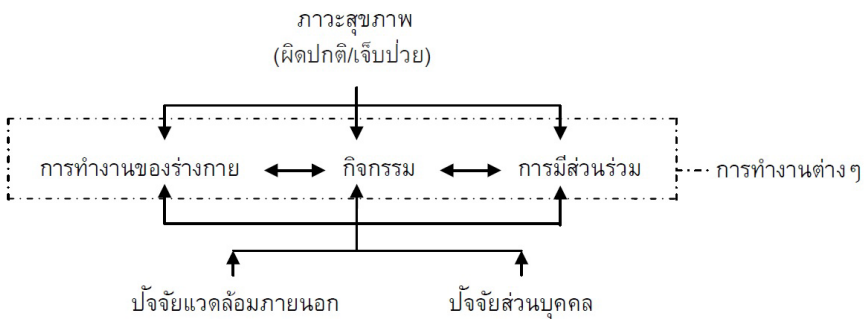 ภาวะสุขภาพ
(ผิดปกติ/เจ็บป่วย)
การทำงานของร่างกาย กิจกรรม การมีส่วนร่วม การทำงานต่างๆ
ปัจจัยแวดล้อมภายนอก ปัจจัยส่วนบุคคล